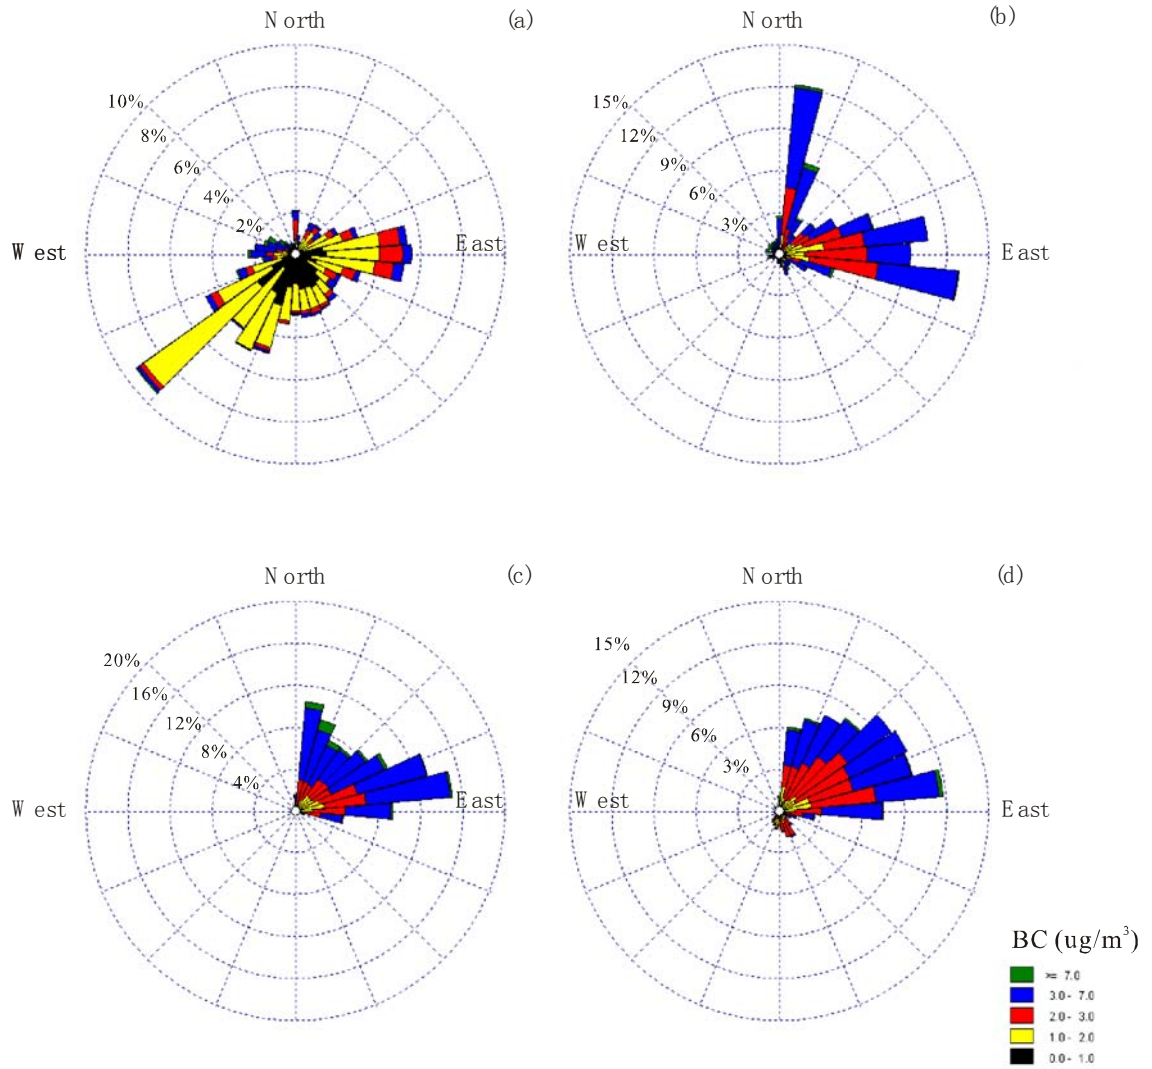 North
(a)
10%
8%
6%
4%
2%
West
East
North
(b)
15%
12%
9%
6%
3%
West
East
North
(c)
20%
16%
12%
8%
4%
West
East
North
(d)
15%
12%
9%
6%
3%
West
East
BC (ug/m³)
>= 7.0
3.0 - 7.0
2.0 - 3.0
1.0 - 2.0
0.0 - 1.0